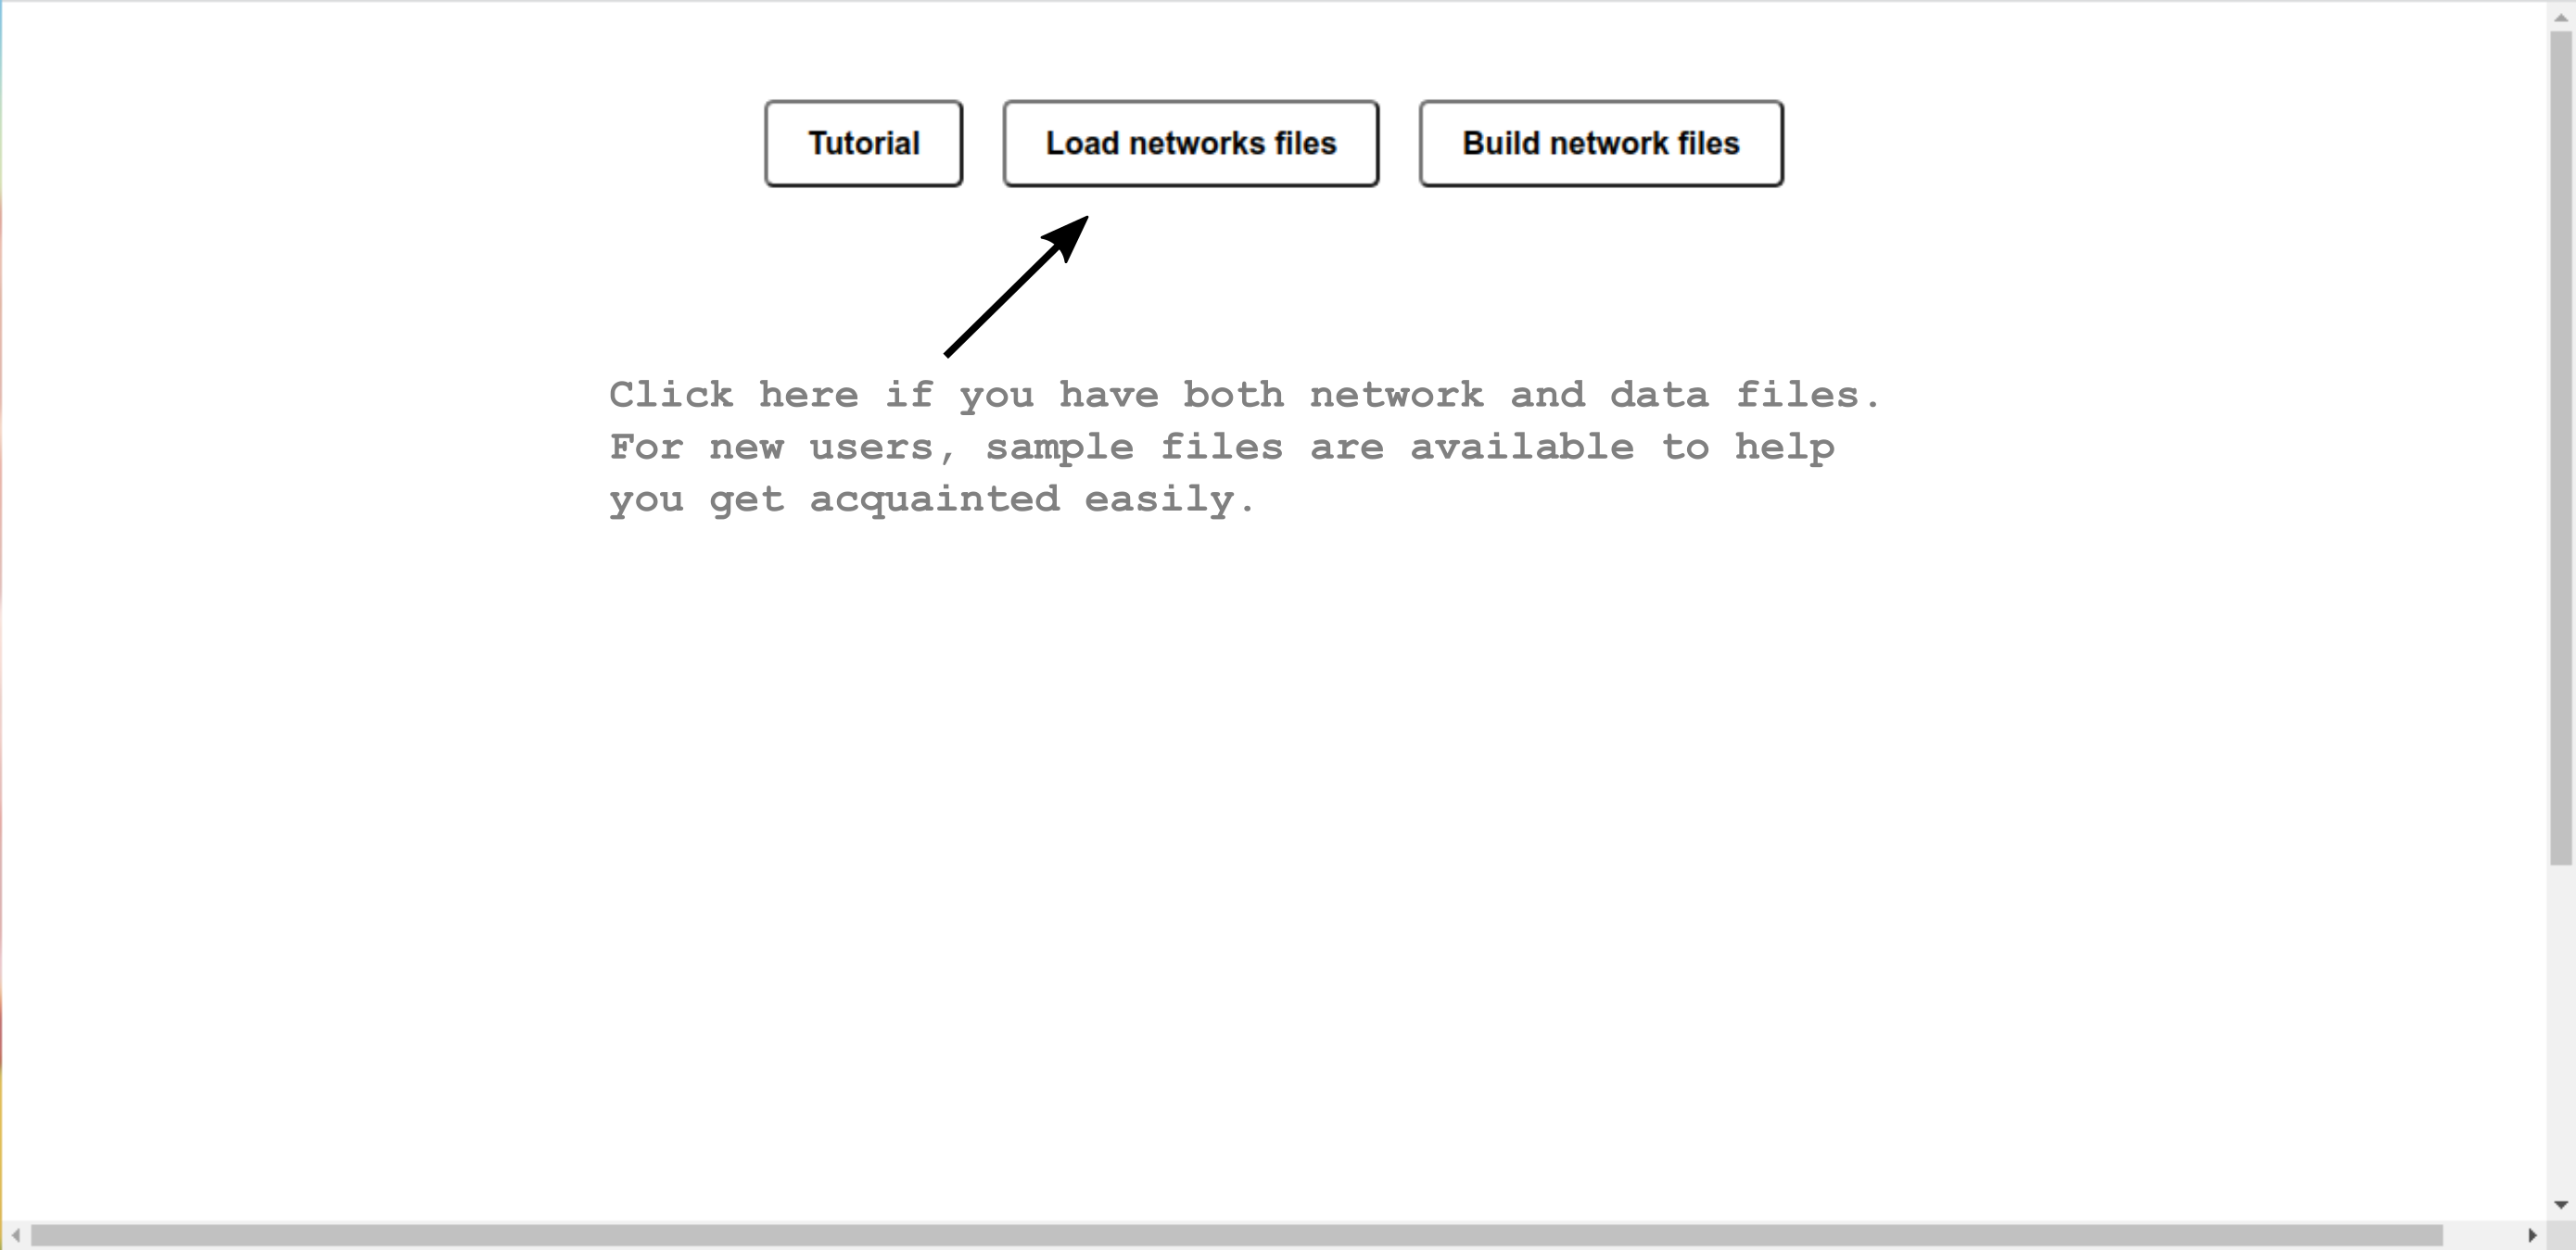 Tutorial
Load networks files
Build network files
Click here if you have both network and data files.
For new users, sample files are available to help
you get acquainted easily.